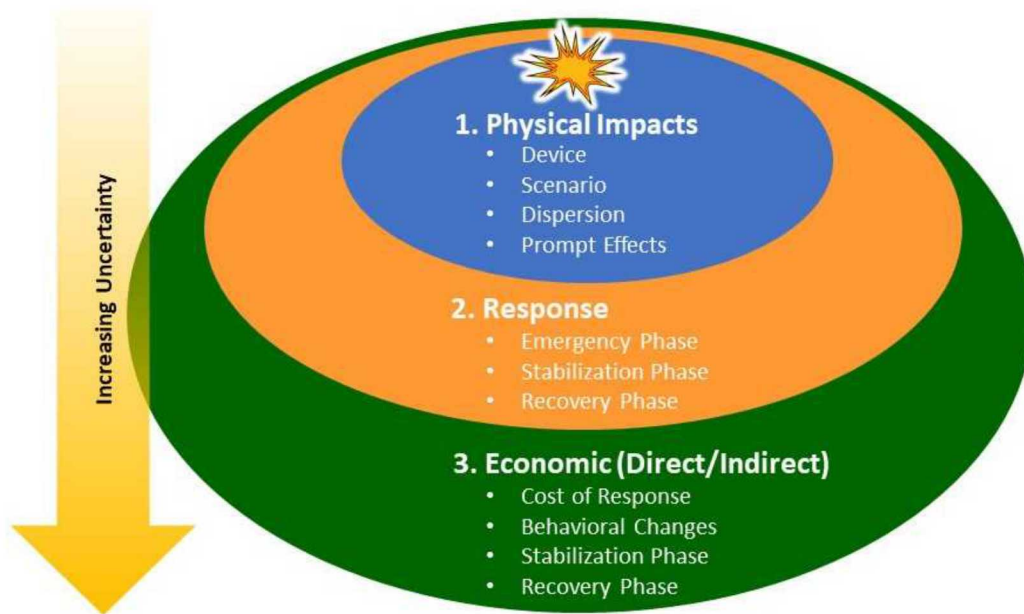 Increasing Uncertainty
1. Physical Impacts
• Device
• Scenario
• Dispersion
• Prompt Effects
2. Response
• Emergency Phase
• Stabilization Phase
• Recovery Phase
3. Economic (Direct/Indirect)
• Cost of Response
• Behavioral Changes
• Stabilization Phase
• Recovery Phase